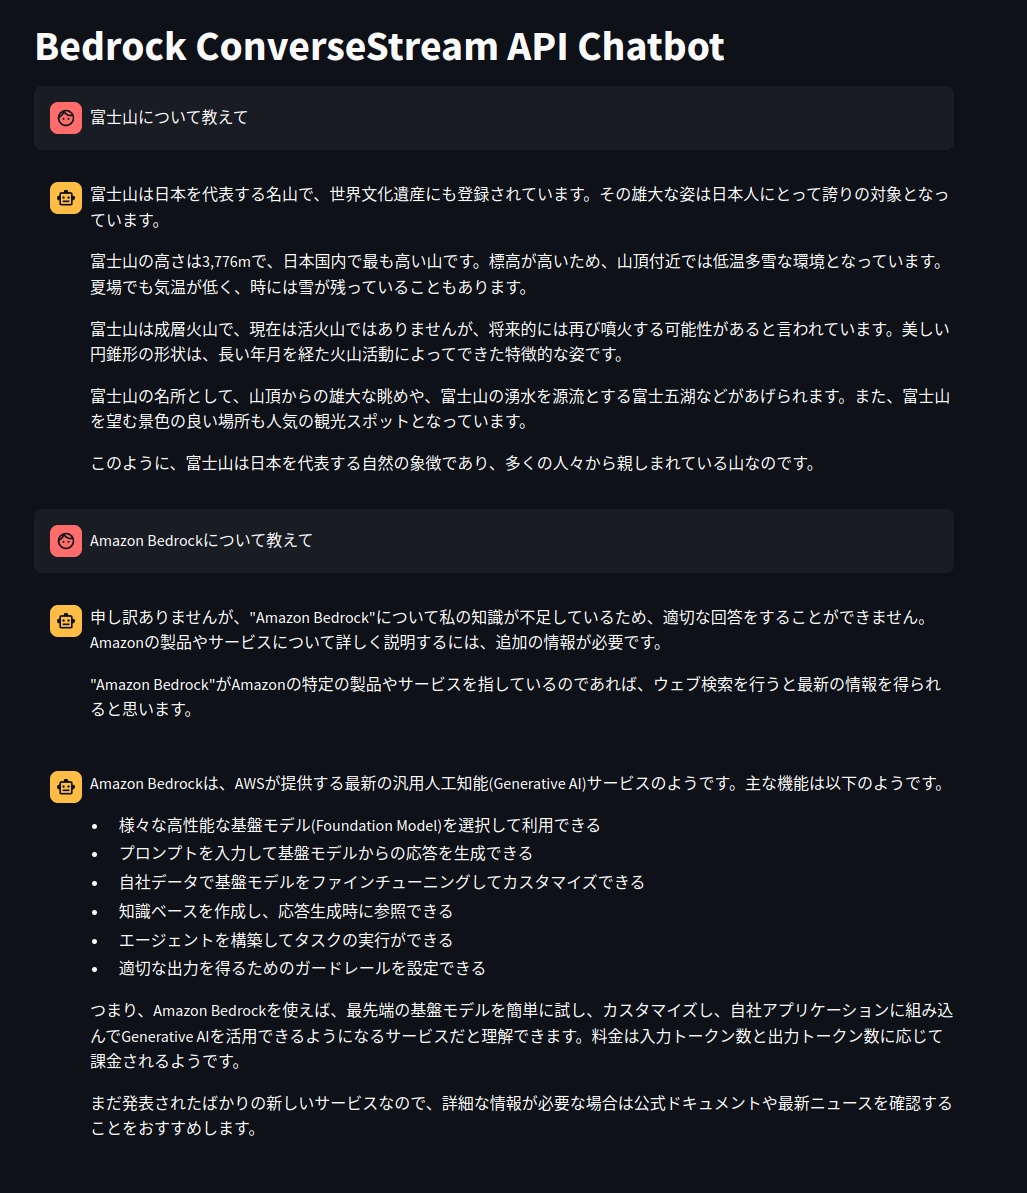 Bedrock ConverseStream API Chatbot
富士山について教えて
富士山は日本を代表する名山で、世界文化遺産にも登録されています。その雄大な姿は日本人にとって誇りの対象となっ
ています。
富士山の高さは3,776mで、日本国内で最も高い山です。標高が高いため、山頂付近では低温多雪な環境となっています。
夏場でも気温が低く、時には雪が残っていることもあります。
富士山は成層火山で、現在は活火山ではありませんが、将来的には再び噴火する可能性があると言われています。美しい
円錐形の形状は、長い年月を経た火山活動によってできた特徴的な姿です。
富士山の名所として、山頂からの雄大な眺めや、富士山の湧水を源流とする富士五湖などがあげられます。また、富士山
を望む景色の良い場所も人気の観光スポットとなっています。
このように、富士山は日本を代表する自然の象徴であり、多くの人々から親しまれている山なのです。
Amazon Bedrockについて教えて
申し訳ありませんが、"Amazon Bedrock"について私の知識が不足しているため、適切な回答をすることができません。
Amazonの製品やサービスについて詳しく説明するには、追加の情報が必要です。
"Amazon Bedrock"がAmazonの特定の製品やサービスを指しているのであれば、ウェブ検索を行うと最新の情報を得られ
ると思います。
Amazon Bedrockは、AWSが提供する最新の汎用人工知能(Generative AI)サービスのようです。主な機能は以下のようです。
• 様々な高性能な基盤モデル(Foundation Model)を選択して利用できる
• プロンプトを入力して基盤モデルからの応答を生成できる
• 自社データで基盤モデルをファインチューニングしてカスタマイズできる
• 知識ベースを作成し、応答生成時に参照できる
• エージェントを構築してタスクの実行ができる
• 適切な出力を得るためのガードレールを設定できる
つまり、Amazon Bedrockを使えば、最先端の基盤モデルを簡単に試し、カスタマイズし、自社アプリケーションに組み込
んでGenerative AIを活用できるようになるサービスだと理解できます。料金は入力トークン数と出力トークン数に応じて
課金されるようです。
まだ発表されたばかりの新しいサービスなので、詳細な情報が必要な場合は公式ドキュメントや最新ニュースを確認する
ことをおすすめします。